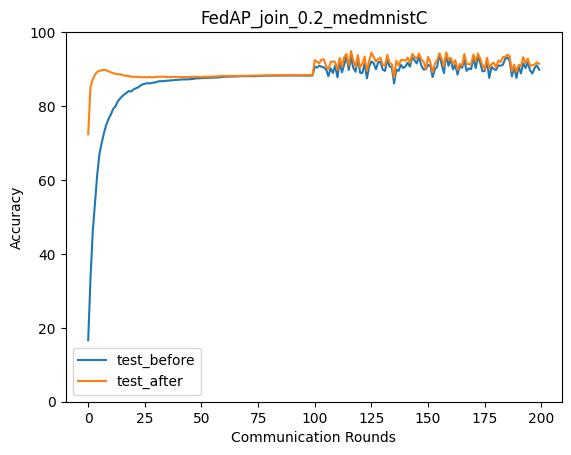 FedAP_join_0.2_medmnistC
100
80
60
40
20
0
Accuracy
test_before
test_after
0 25 50 75 100 125 150 175 200
Communication Rounds